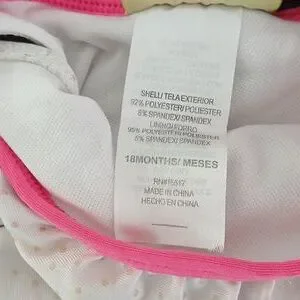 SHELL/ TELA EXTERIOR
92% POLYESTER/ POLIESTER
8% SPANDEX/ SPANDEX
LINING/FORRO
95% POLYESTER/ POLIESTER
5% SPANDEX/ SPANDEX
18MONTHS/ MESES
MADE IN CHINA
HECHO EN CHINA